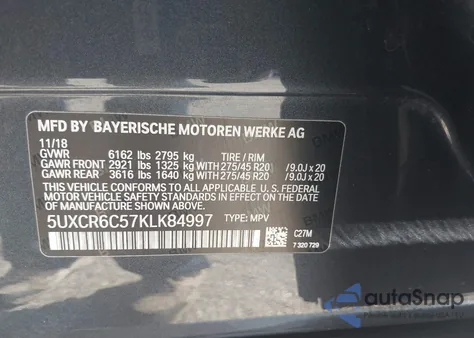 MFD BY BAYERISCHE MOTOREN WERKE AG
11/18
GVWR 6162 lbs 2795 kg TIRE / RIM
GAWR FRONT 2921 lbs 1325 kg WITH 275/45 R20 / 9.0J x 20
GAWR REAR 3616 lbs 1640 kg WITH 275/45 R20 / 9.0J x 20
THIS VEHICLE CONFORMS TO ALL APPLICABLE U.S. FEDERAL
MOTOR VEHICLE SAFETY STANDARDS IN EFFECT ON THE
DATE OF MANUFACTURE SHOWN ABOVE.
5UXCR6C57KLK84997 TYPE: MPV
C27M
7 320 729
autoSnap